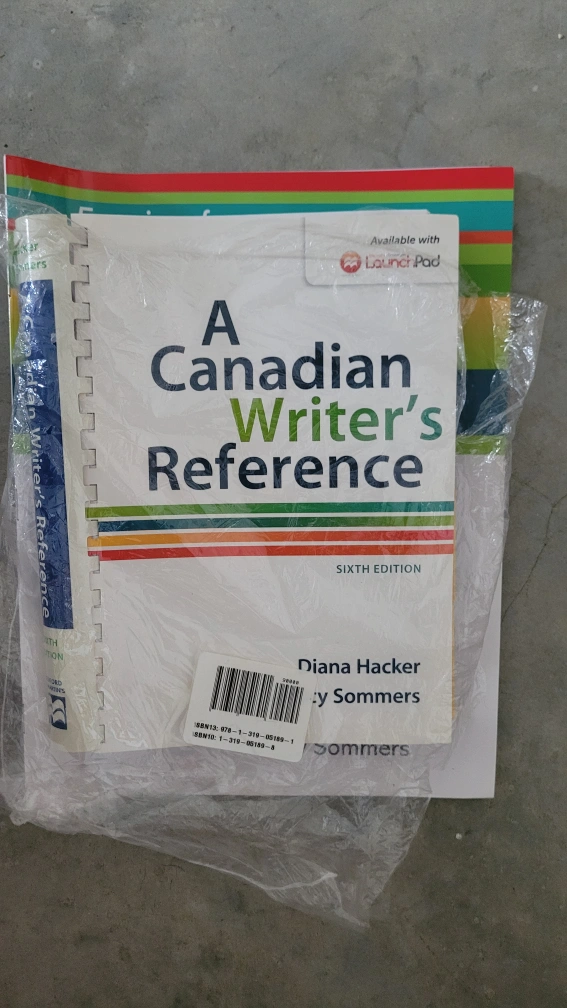 Available with
LaunchPad
A
Canadian
Writer's
Reference
SIXTH EDITION
Diana Hacker
Sommers
30000
ISBN13: 978-1-319-05189-1
ISBN10: 1-319-05189-8
Sommers
Writer's Reference